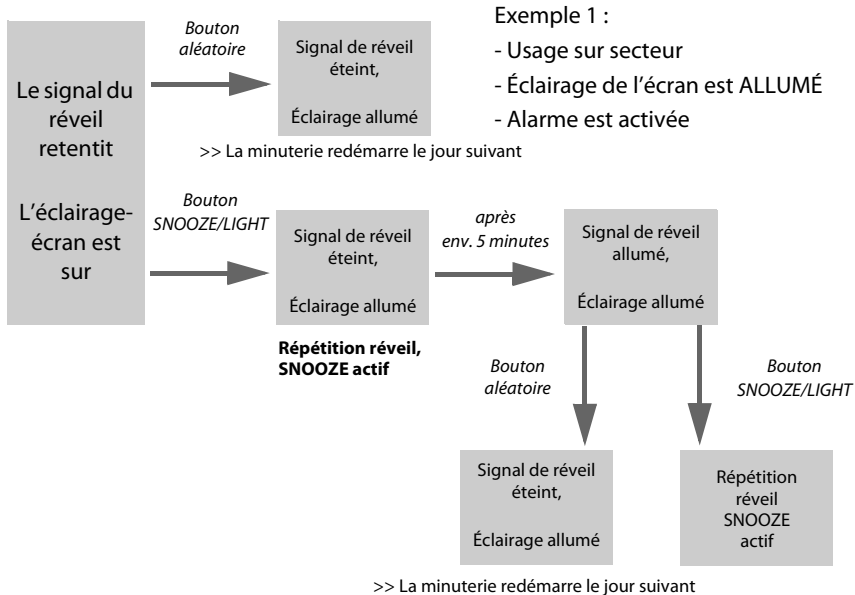 Exemple 1 :
- Usage sur secteur
- Éclairage de l'écran est ALLUMÉ
- Alarme est activée
Le signal du
réveil
retentit
L'éclairage-
écran est
sur
Bouton
aléatoire
Signal de réveil
éteint,
Éclairage allumé
>> La minuterie redémarre le jour suivant
Bouton
SNOOZE/LIGHT
Signal de réveil
éteint,
Éclairage allumé
Répétition réveil,
SNOOZE actif
après
env. 5 minutes
Signal de réveil
allumé,
Éclairage allumé
Bouton
aléatoire
Bouton
SNOOZE/LIGHT
Signal de réveil
éteint,
Éclairage allumé
Répétition
réveil
SNOOZE
actif
>> La minuterie redémarre le jour suivant